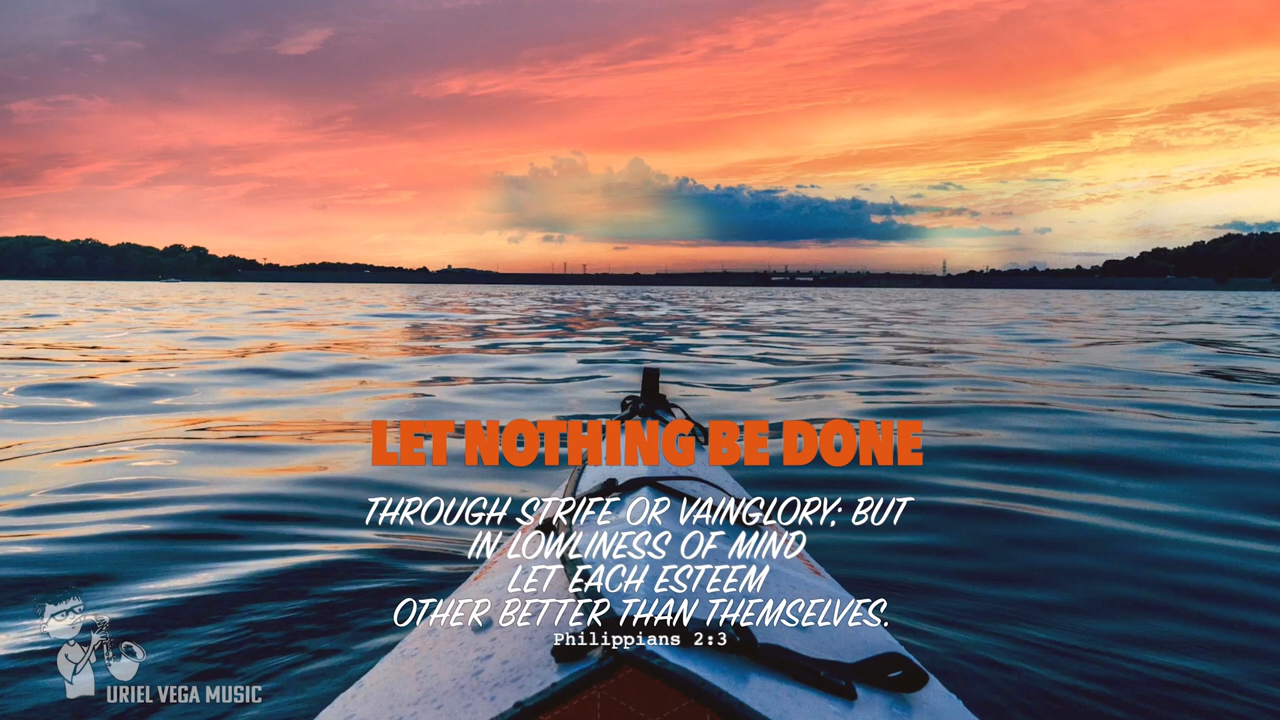 LET NOTHING BE DONE
THROUGH STRIFE OR VAINGLORY; BUT
IN LOWLINESS OF MIND
LET EACH ESTEEM
OTHER BETTER THAN THEMSELVES.
Philippians 2:3
URIEL VEGA MUSIC